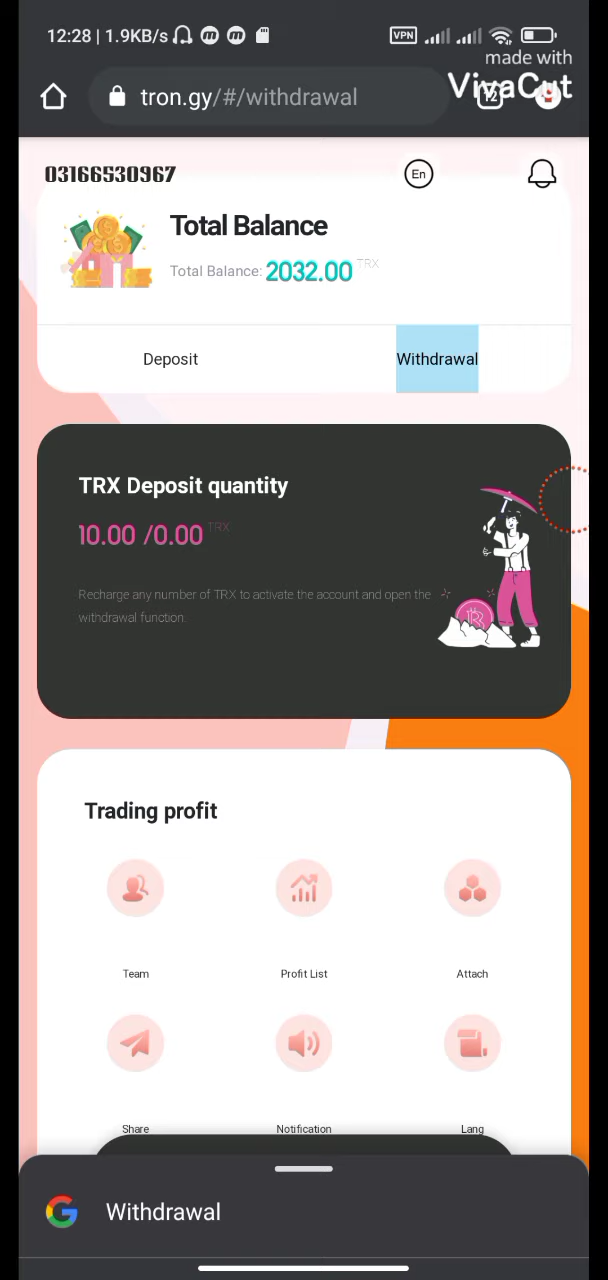 12:28 | 1.9KB/s VPN
made with
VivaCut
tron.gy/#/withdrawal
12
03166530967
En
Total Balance
Total Balance: 2032.00 TRX
Deposit Withdrawal
TRX Deposit quantity
10.00 /0.00 TRX
Recharge any number of TRX to activate the account and open the
withdrawal function.
Trading profit
Team Profit List Attach
Share Notification Lang
Withdrawal